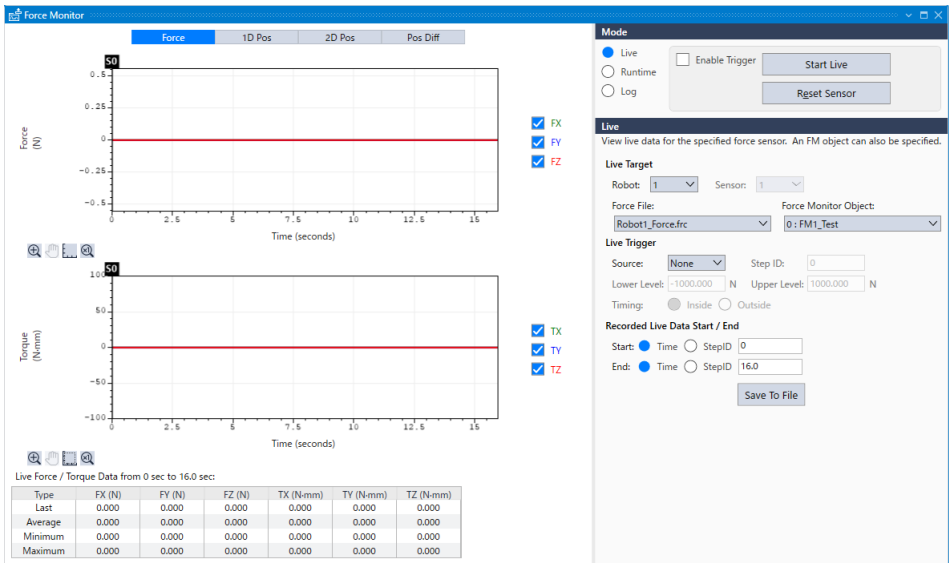 Force Monitor
Force 1D Pos 2D Pos Pos Diff
S0
0.5
0.25
0
-0.25
-0.5
Force
(N)
0 2.5 5 7.5 10 12.5 15
Time (seconds)
FX
FY
FZ
S0
100
50
0
-50
-100
Torque
(N-mm)
0 2.5 5 7.5 10 12.5 15
Time (seconds)
TX
TY
TZ
Live Force / Torque Data from 0 sec to 16.0 sec:
Type FX (N) FY (N) FZ (N) TX (N-mm) TY (N-mm) TZ (N-mm)
Last 0.000 0.000 0.000 0.000 0.000 0.000
Average 0.000 0.000 0.000 0.000 0.000 0.000
Minimum 0.000 0.000 0.000 0.000 0.000 0.000
Maximum 0.000 0.000 0.000 0.000 0.000 0.000
Mode
Live
Runtime
Log
Enable Trigger
Start Live
Reset Sensor
Live
View live data for the specified force sensor. An FM object can also be specified.
Live Target
Robot: 1 Sensor: 1
Force File: Force Monitor Object:
Robot1_Force.frc 0 : FM1_Test
Live Trigger
Source: None Step ID: 0
Lower Level: -1000.000 N Upper Level: 1000.000 N
Timing: Inside Outside
Recorded Live Data Start / End
Start: Time StepID 0
End: Time StepID 16.0
Save To File